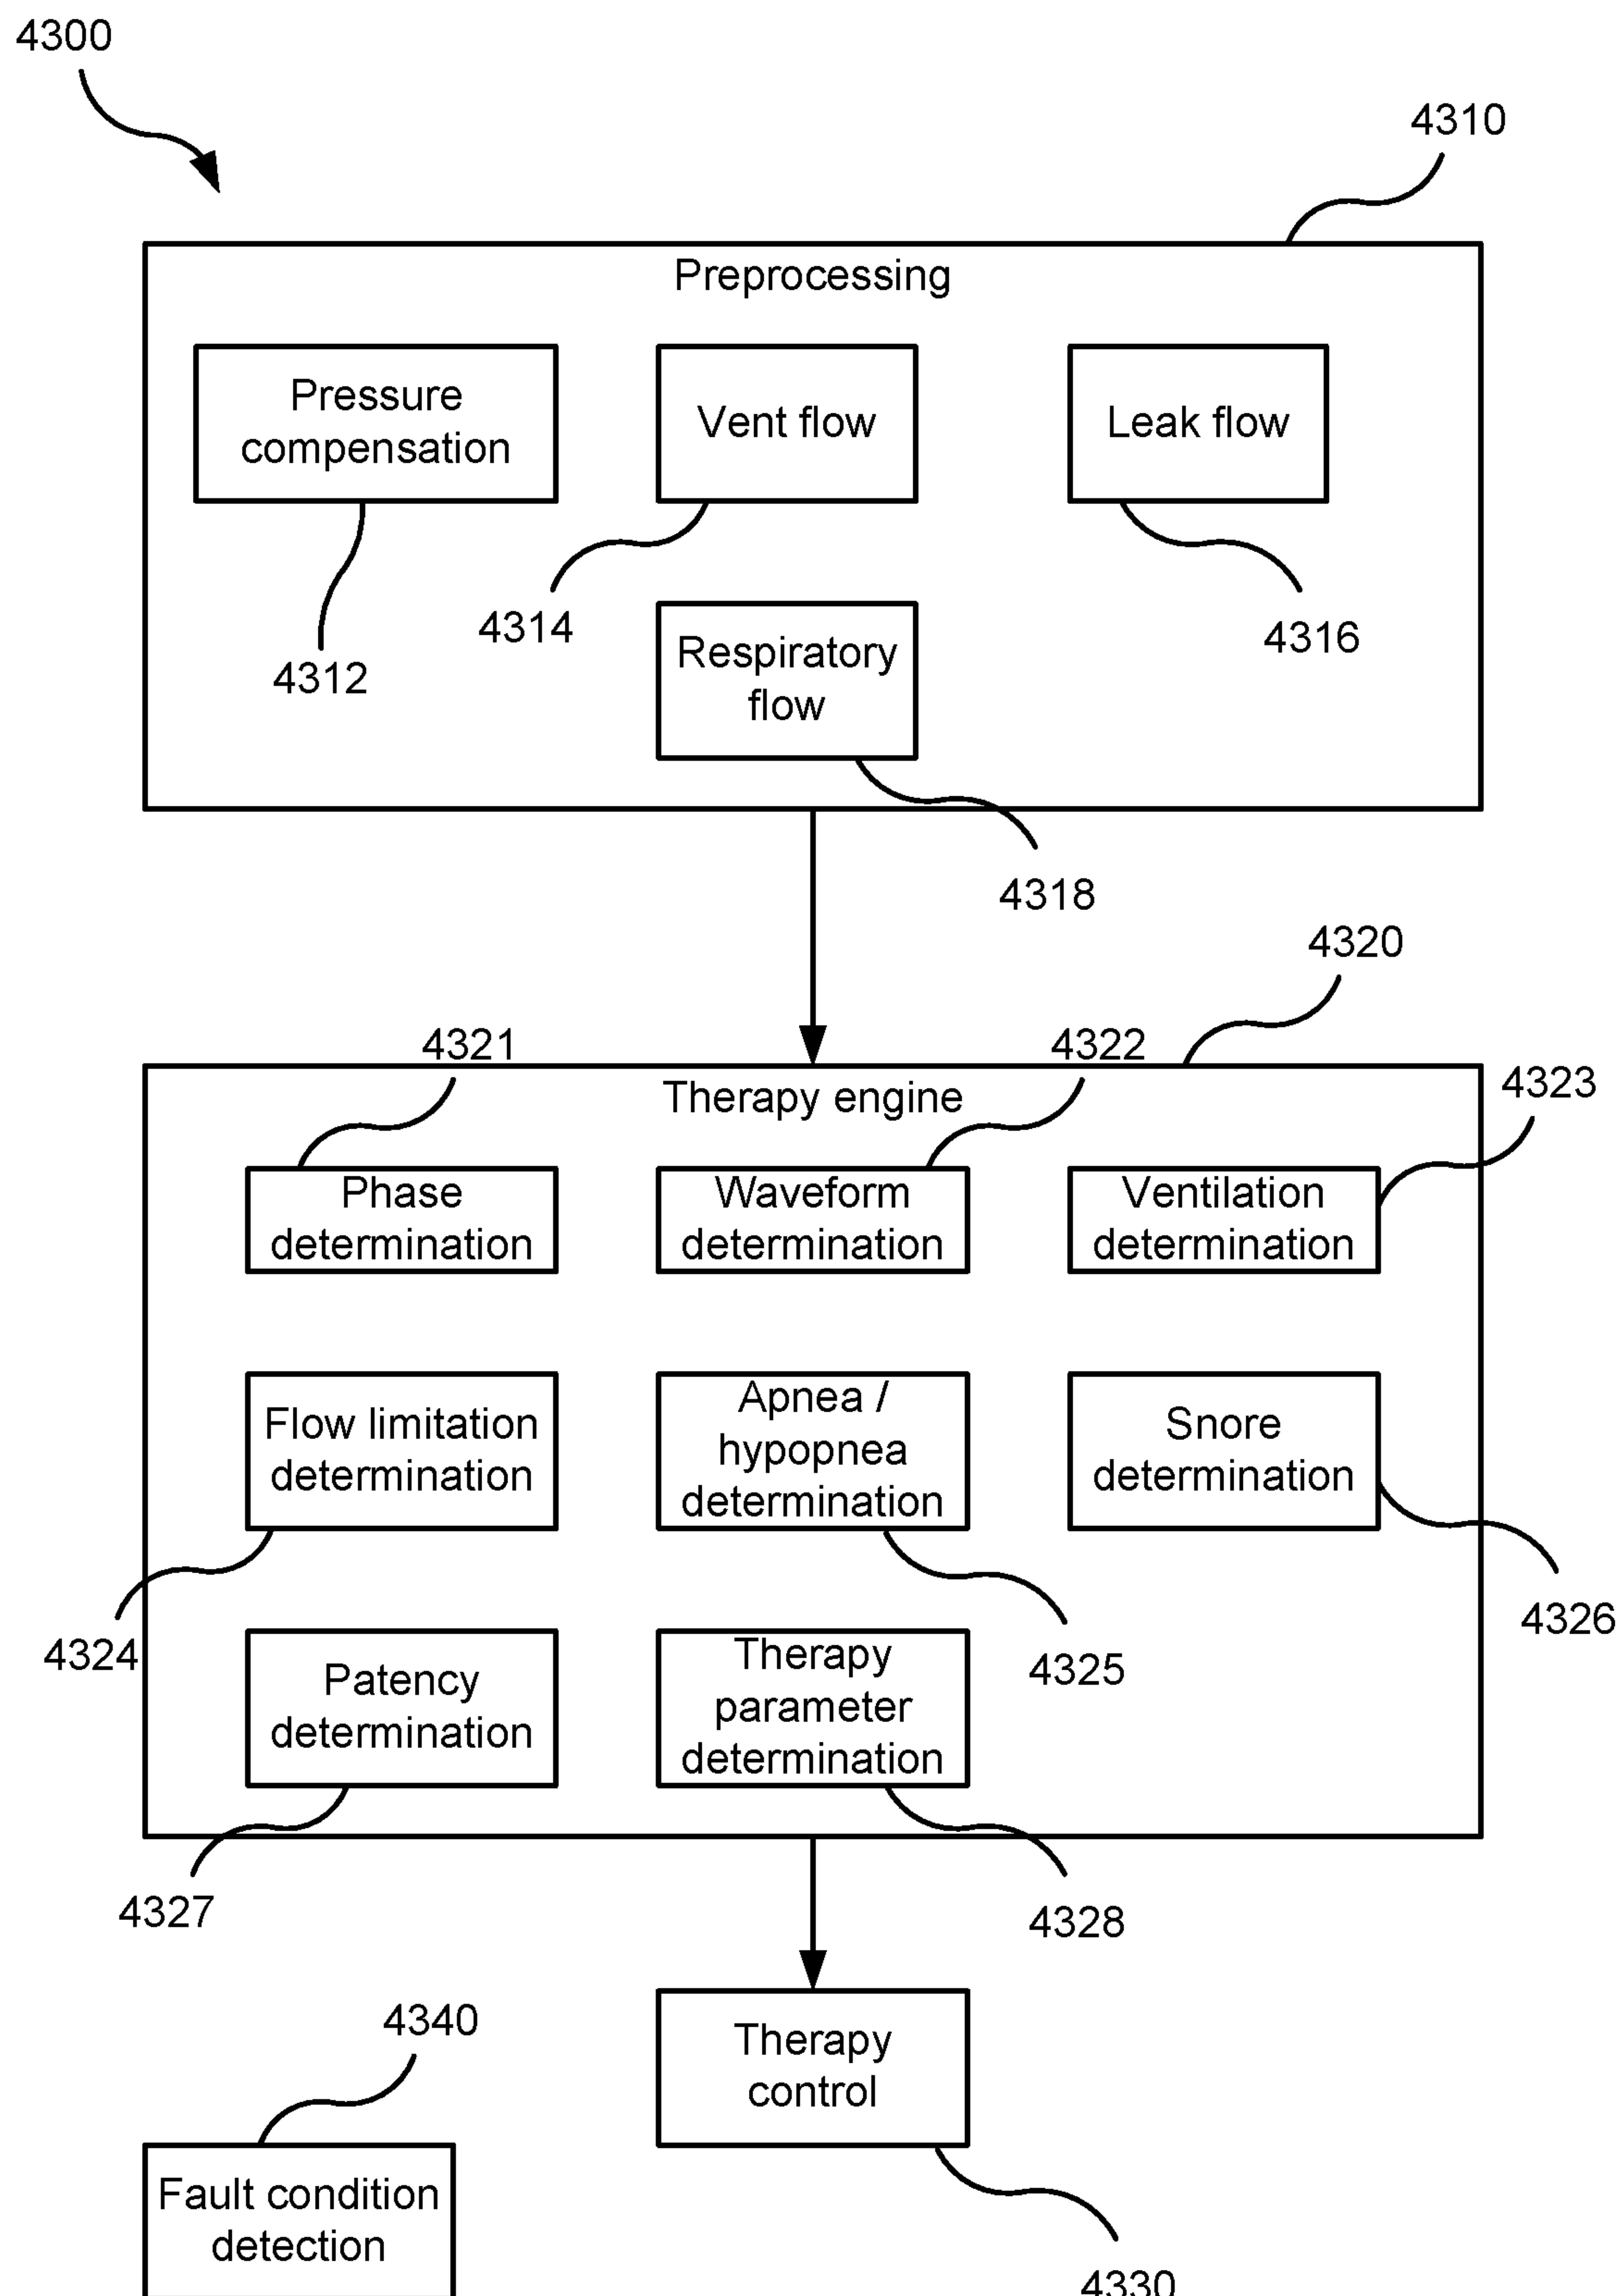 4300
4310
Preprocessing
Pressure
compensation
Vent flow
Leak flow
4312
4314
4316
Respiratory
flow
4318
4320
4321
4322
4323
Therapy engine
Phase
determination
Waveform
determination
Ventilation
determination
Flow limitation
determination
Apnea /
hypopnea
determination
Snore
determination
4324
4325
4326
Patency
determination
Therapy
parameter
determination
4327
4328
4340
Therapy
control
Fault condition
detection
4330